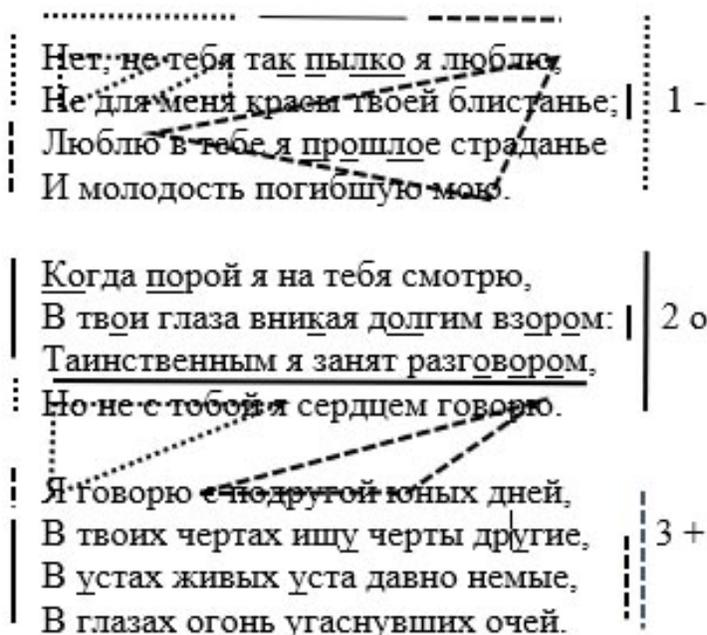 Нет, не тебя так пылко я люблю,
Не для меня красы твоей блистанье; 1 -
Люблю в тебе я прошлое страданье
И молодость погибшую мою.
Когда порой я на тебя смотрю,
В твои глаза вникая долгим взором: 2 о
Таинственным я занят разговором,
Но не с тобой я сердцем говорю.
Я говорю с подругой юных дней,
В твоих чертах ищу черты другие, 3 +
В устах живых уста давно немые,
В глазах огонь угаснувших очей.